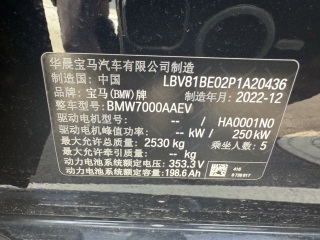 华晨宝马汽车有限公司制造
制造国：中国 LBV81BE02P1A20436
品牌：宝马(BMW)牌 制造年月：2022-12
整车型号：BMW7000AAEV
驱动电机型号： -- / HA0001N0
驱动电机峰值功率： -- kW / 250 kW
最大允许总质量：2530 kg 乘坐人数：5
最大允许牵引质量： -- kg
动力电池系统额定电压：353.3V
动力电池系统额定容量：198.6Ah